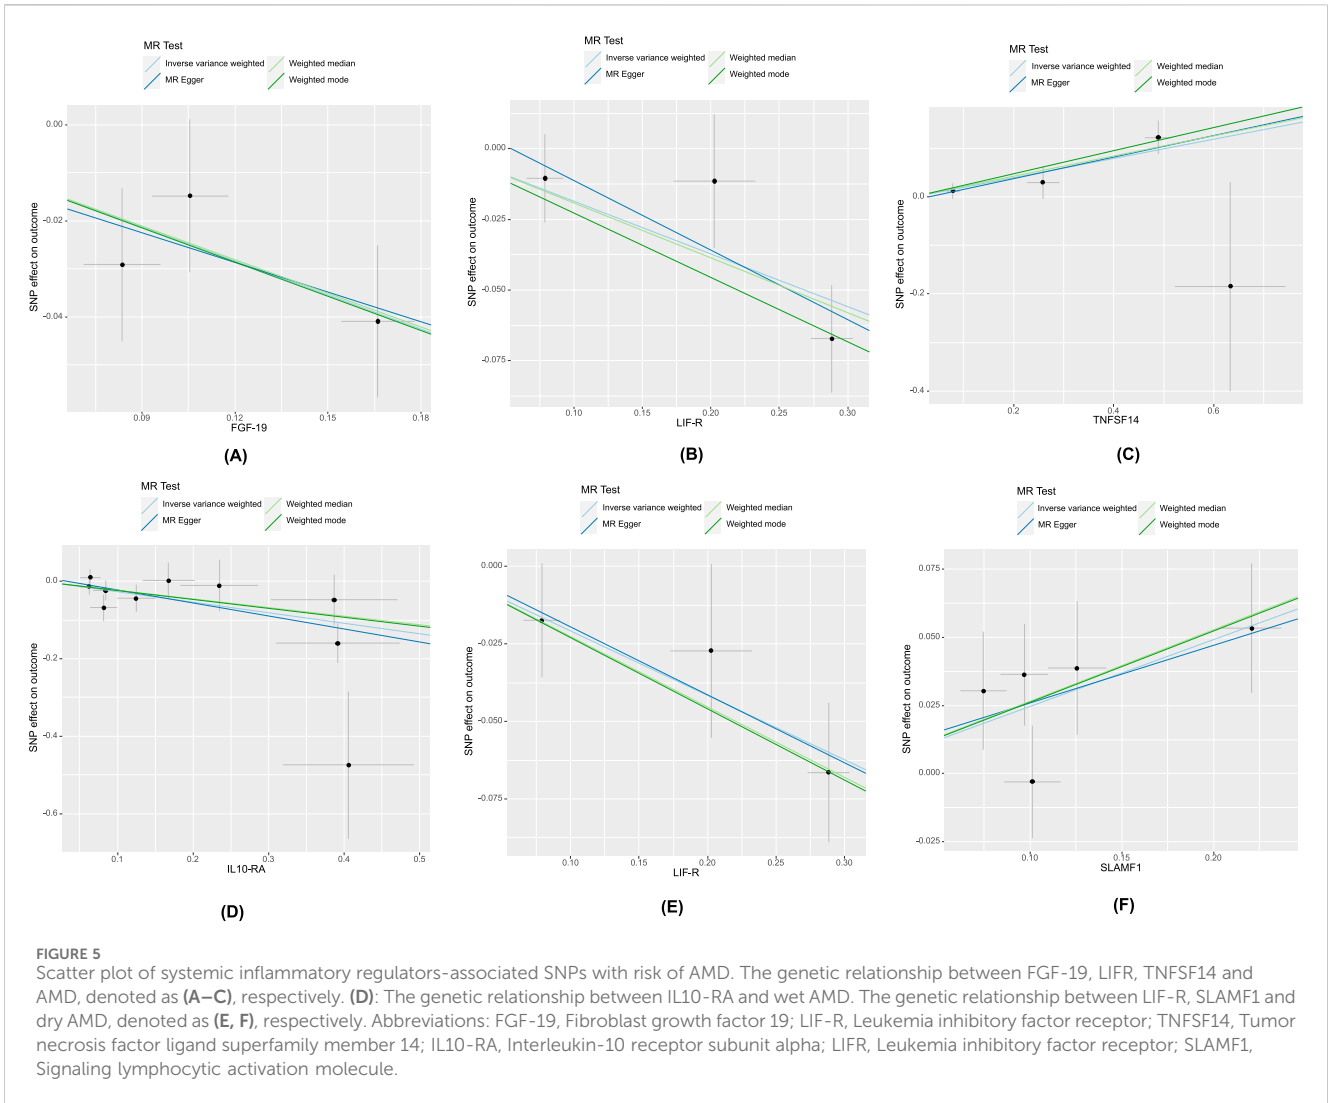 MR Test
Inverse variance weighted
Weighted median
MR Egger
Weighted mode
SNP effect on outcome
0.00
-0.02
-0.04
0.09
0.12
0.15
0.18
FGF-19
(A)
MR Test
Inverse variance weighted
Weighted median
MR Egger
Weighted mode
SNP effect on outcome
0.000
-0.025
-0.050
-0.075
0.10
0.20
0.30
LIF-R
(B)
MR Test
Inverse variance weighted
Weighted median
MR Egger
Weighted mode
SNP effect on outcome
0.0
-0.2
-0.4
0.2
0.4
0.6
TNFSF14
(C)
MR Test
Inverse variance weighted
Weighted median
MR Egger
Weighted mode
SNP effect on outcome
0.0
-0.2
-0.4
-0.6
0.1
0.2
0.3
0.4
0.5
IL10-RA
(D)
MR Test
Inverse variance weighted
Weighted median
MR Egger
Weighted mode
SNP effect on outcome
0.000
-0.025
-0.050
-0.075
0.10
0.15
0.20
0.25
0.30
LIF-R
(E)
MR Test
Inverse variance weighted
Weighted median
MR Egger
Weighted mode
SNP effect on outcome
0.075
0.050
0.025
0.000
-0.025
0.10
0.15
0.20
SLAMF1
(F)
FIGURE 5
Scatter plot of systemic inflammatory regulators-associated SNPs with risk of AMD. The genetic relationship between FGF-19, LIFR, TNFSF14 and
AMD, denoted as (A–C), respectively. (D): The genetic relationship between IL10-RA and wet AMD. The genetic relationship between LIF-R, SLAMF1 and
dry AMD, denoted as (E, F), respectively. Abbreviations: FGF-19, Fibroblast growth factor 19; LIF-R, Leukemia inhibitory factor receptor; TNFSF14, Tumor
necrosis factor ligand superfamily member 14; IL10-RA, Interleukin-10 receptor subunit alpha; LIFR, Leukemia inhibitory factor receptor; SLAMF1,
Signaling lymphocytic activation molecule.